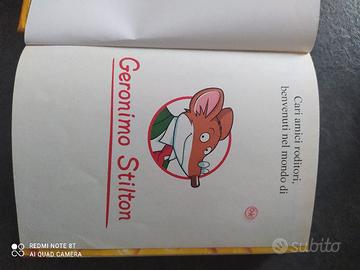 Cari amici roditori,
benvenuti nel mondo di
Geronimo Stilton
REDMI NOTE 8T
AI QUAD CAMERA
subito